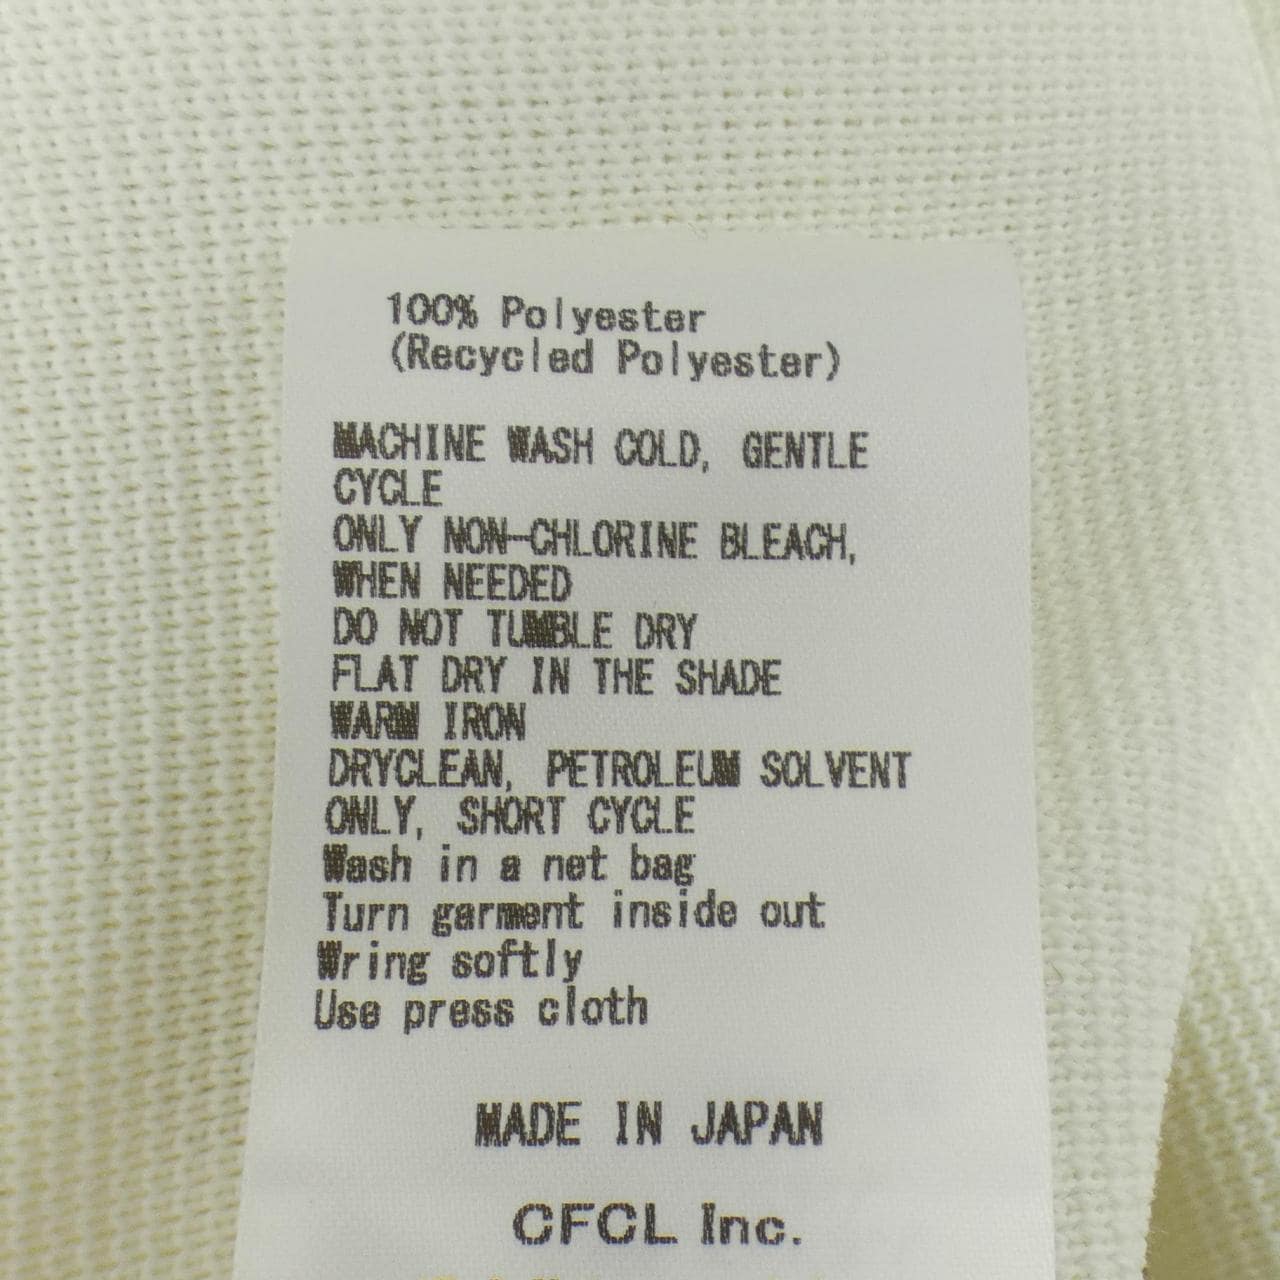 100% Polyester
(Recycled Polyester)
MACHINE WASH COLD, GENTLE
CYCLE
ONLY NON-CHLORINE BLEACH,
WHEN NEEDED
DO NOT TUMBLE DRY
FLAT DRY IN THE SHADE
WARM IRON
DRYCLEAN, PETROLEUM SOLVENT
ONLY, SHORT CYCLE
Wash in a net bag
Turn garment inside out
Wring softly
Use press cloth
MADE IN JAPAN
CFCL Inc.